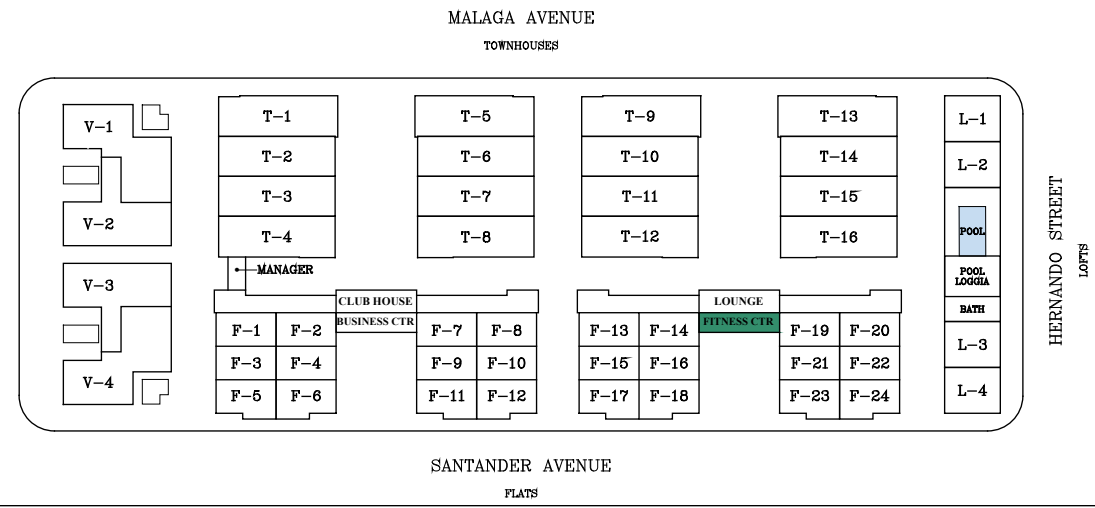 MALAGA AVENUE
TOWNHOUSES
V-1
T-1
T-5
T-9
T-13
L-1
T-2
T-6
T-10
T-14
L-2
T-3
T-7
T-11
T-15
V-2
T-4
T-8
T-12
T-16
POOL
MANAGER
POOL
LOGGIA
V-3
CLUB HOUSE
LOUNGE
BATH
BUSINESS CTR
FITNESS CTR
F-1
F-2
F-7
F-8
F-13
F-14
F-19
F-20
L-3
F-3
F-4
F-9
F-10
F-15
F-16
F-21
F-22
V-4
F-5
F-6
F-11
F-12
F-17
F-18
F-23
F-24
L-4
HERNANDO STREET
LOFTS
SANTANDER AVENUE
FLATS